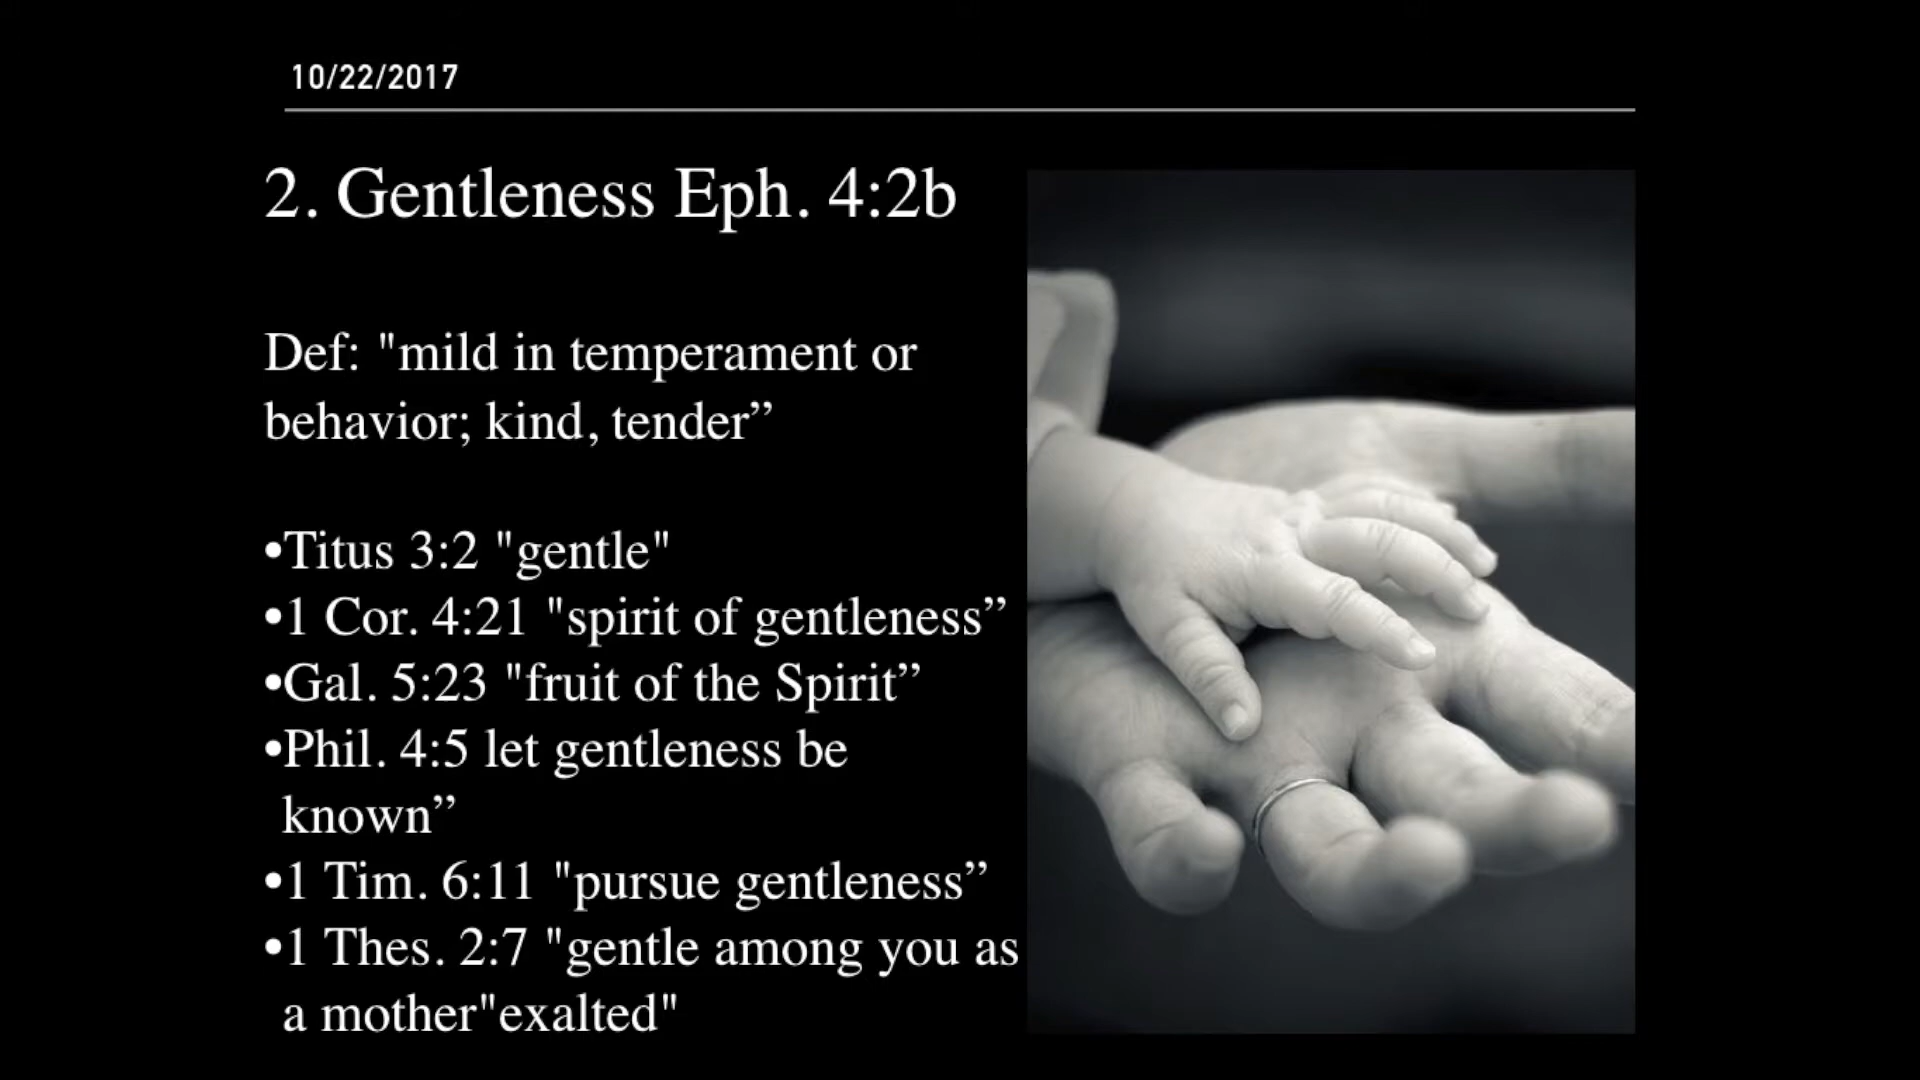 10/22/2017
2. Gentleness Eph. 4:2b
Def: "mild in temperament or
behavior; kind, tender”
•Titus 3:2 "gentle"
•1 Cor. 4:21 "spirit of gentleness”
•Gal. 5:23 "fruit of the Spirit”
•Phil. 4:5 let gentleness be
known”
•1 Tim. 6:11 "pursue gentleness”
•1 Thes. 2:7 "gentle among you as
a mother"exalted"